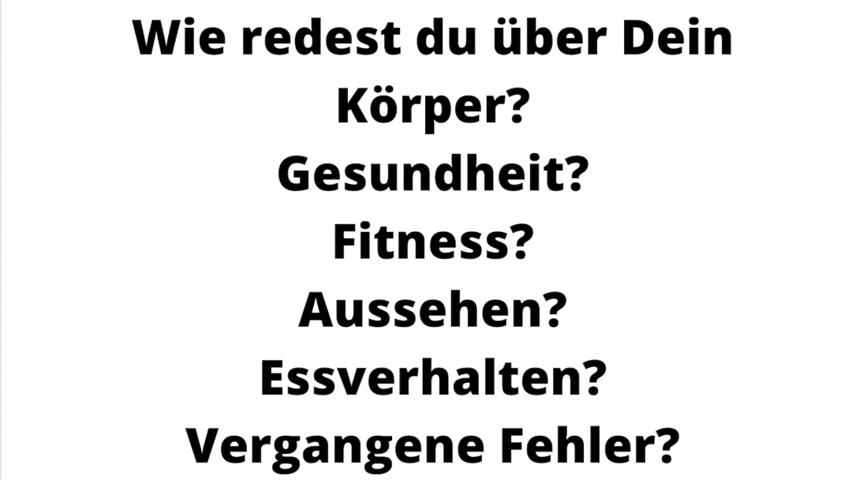 Wie redest du über Dein
Körper?
Gesundheit?
Fitness?
Aussehen?
Essverhalten?
Vergangene Fehler?